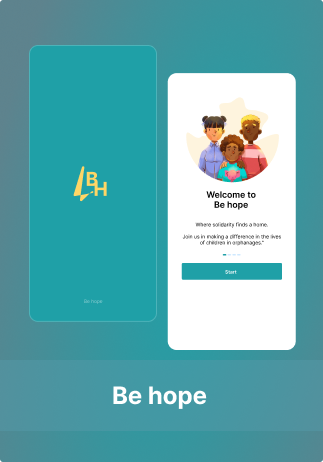 BH
Be hope
Welcome to
Be hope
Where solidarity finds a home.
Join us in making a difference in the lives
of children in orphanages."
Start
Be hope